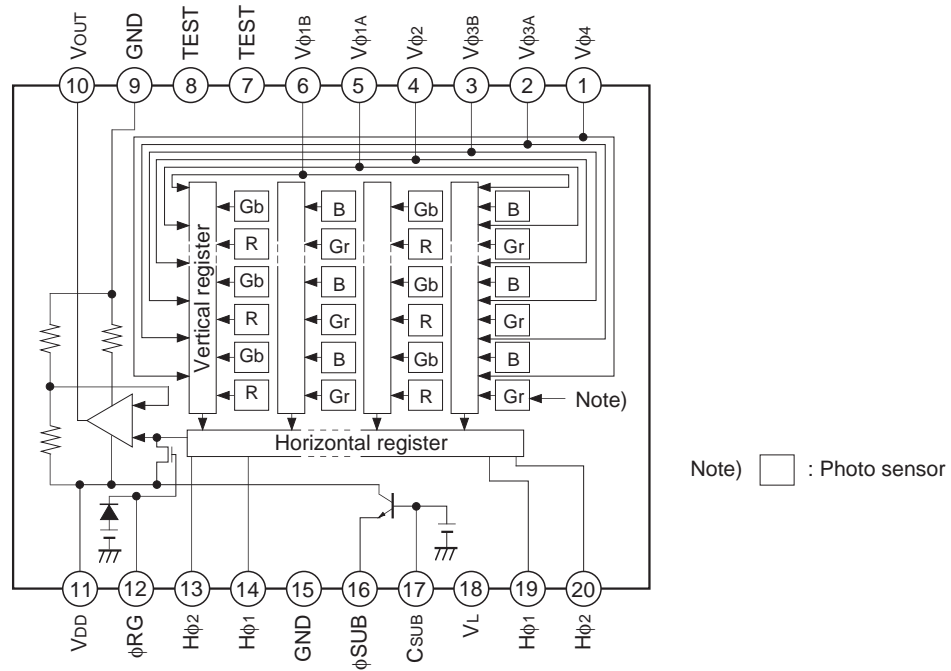 VOUT GND TEST TEST Vφ1B Vφ1A Vφ2 Vφ3B Vφ3A Vφ4
10 9 8 7 6 5 4 3 2 1
Vertical register
Gb B Gb B
R Gr R Gr
Gb B Gb B
R Gr R Gr
Gb B Gb B
R Gr R Gr
Note)
Horizontal register
Note) : Photo sensor
11 12 13 14 15 16 17 18 19 20
VDD φRG Hφ2 Hφ1 GND φSUB CSUB VL Hφ1 Hφ2